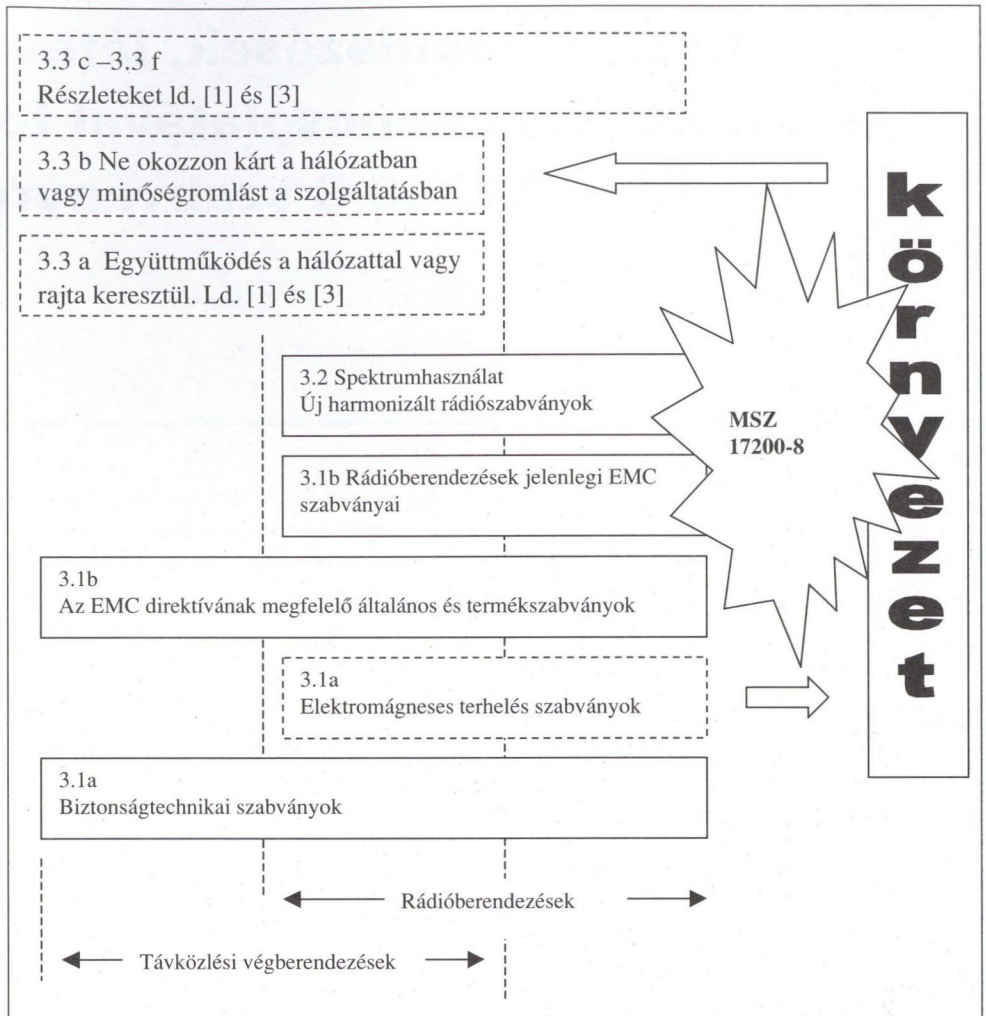 3.3 c –3.3 f
Részleteket ld. [1] és [3]
3.3 b Ne okozzon kárt a hálózatban
vagy minőségromlást a szolgáltatásban
3.3 a Együttműködés a hálózattal vagy
rajta keresztül. Ld. [1] és [3]
3.2 Spektrumhasználat
Új harmonizált rádiószabványok
3.1b Rádióberendezések jelenlegi EMC
szabványai
3.1b
Az EMC direktívának megfelelő általános és termékszabványok
3.1a
Elektromágneses terhelés szabványok
3.1a
Biztonságtechnikai szabványok
Rádióberendezések
Távközlési végberendezések
MSZ
17200-8
környezet